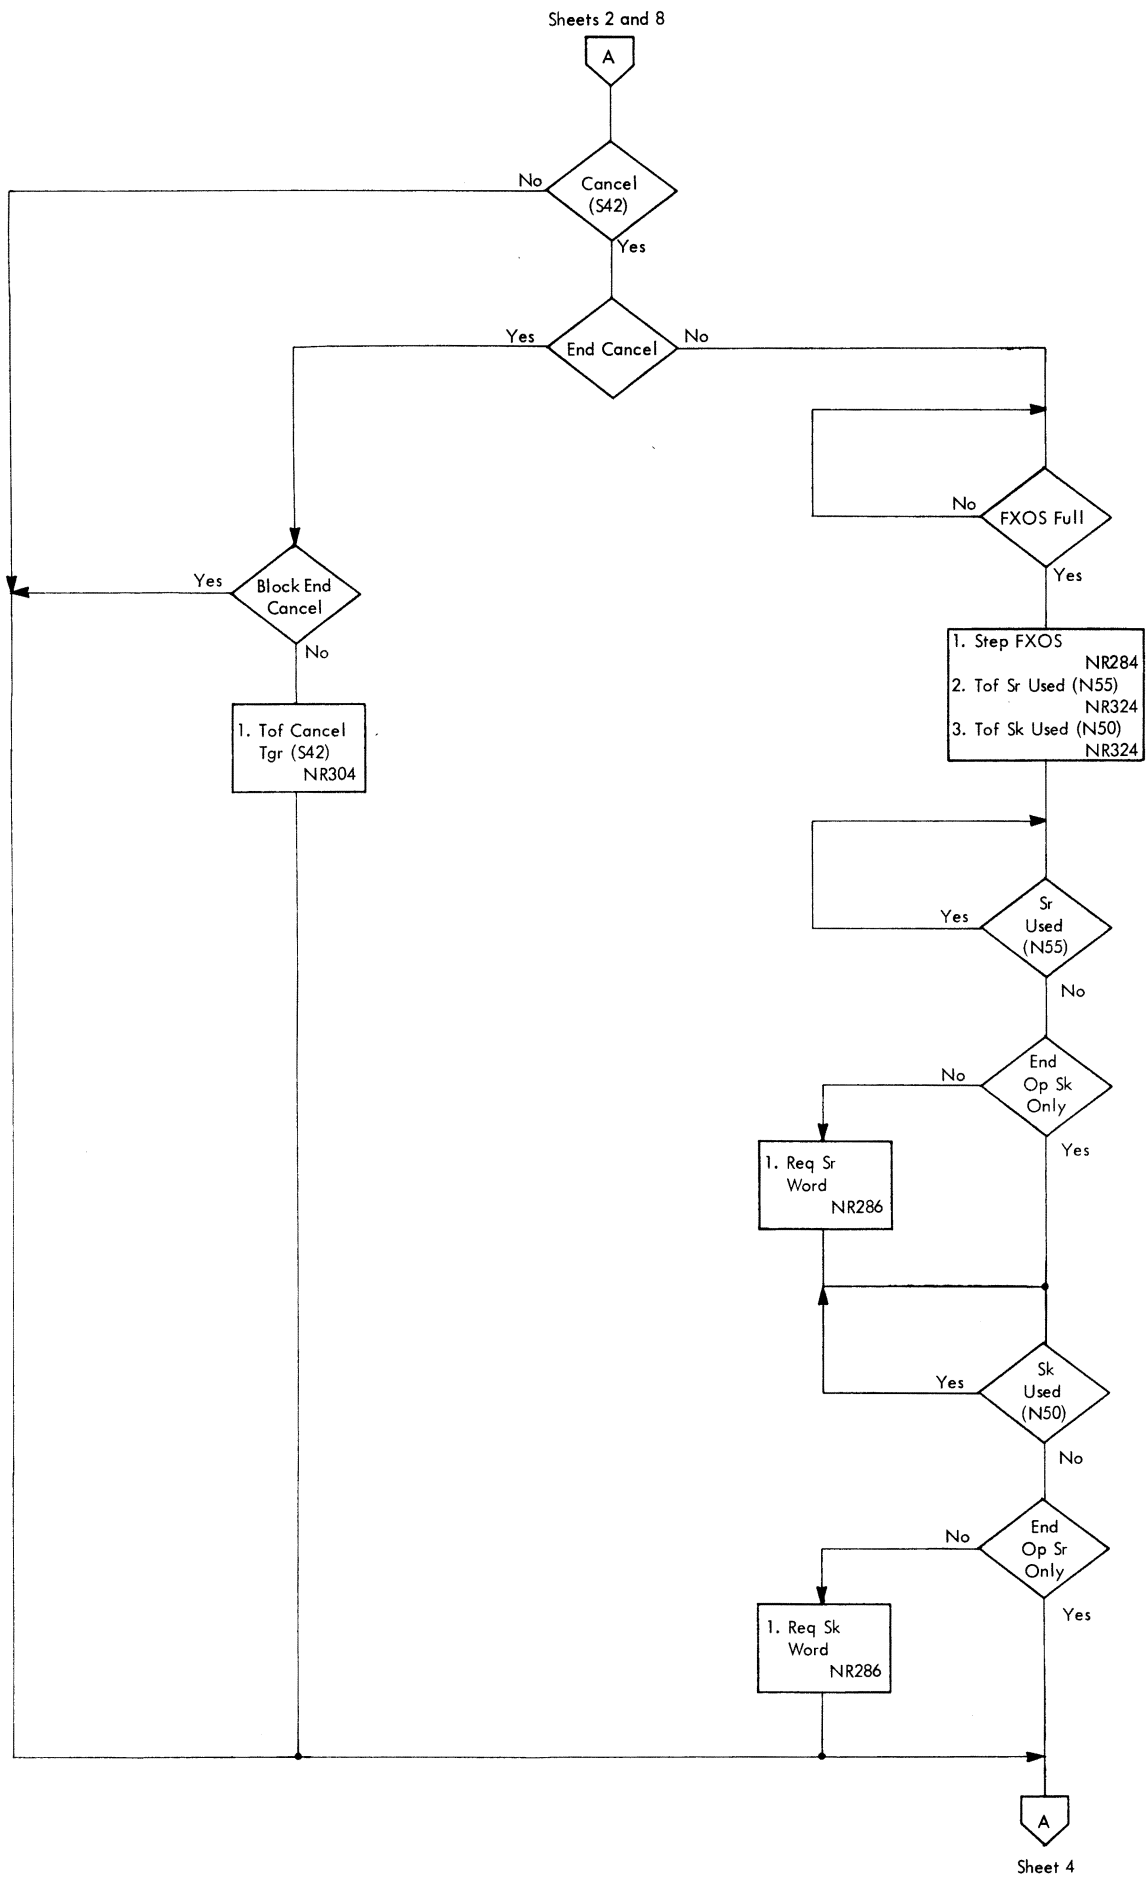 Sheets 2 and 8
A
No
Cancel
(S42)
Yes
Yes
End Cancel
No
No
FXOS Full
Yes
Yes
Block End
Cancel
No
1. Step FXOS
NR284
2. Tof Sr Used (N55)
NR324
3. Tof Sk Used (N50)
NR324
1. Tof Cancel
Tgr (S42)
NR304
Yes
Sr
Used
(N55)
No
No
End
Op Sk
Only
Yes
1. Req Sr
Word
NR286
Yes
Sk
Used
(N50)
No
No
End
Op Sr
Only
Yes
1. Req Sk
Word
NR286
A
Sheet 4